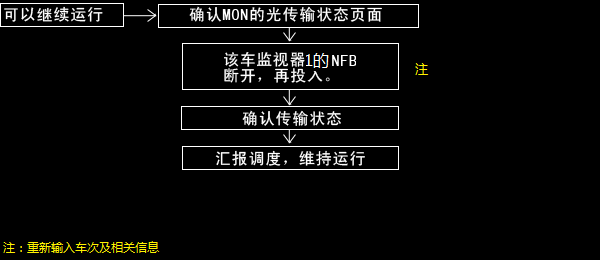 可以继续运行
确认MON的光传输状态页面
该车监视器1的NFB
断开，再投入。
注
确认传输状态
汇报调度，维持运行
注：重新输入车次及相关信息